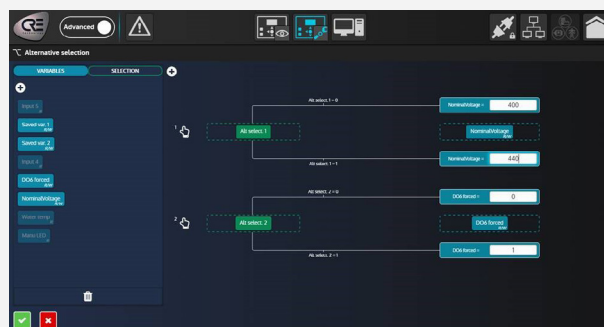 CRE
Advanced
Alternative selection
VARIABLES
SELECTION
Input 5
Saved var. 1
R/W
Saved var. 2
R/W
Input 4
DO6 forced
R/W
NominalVoltage
R/W
Water temp
Manu LED
1
Alt select. 1
Alt select. 1 = 0
NominalVoltage =
400
NominalVoltage
R/W
Alt select. 1 = 1
NominalVoltage =
440
2
Alt select. 2
Alt select. 2 = 0
DO6 forced =
0
DO6 forced
R/W
Alt select. 2 = 1
DO6 forced =
1